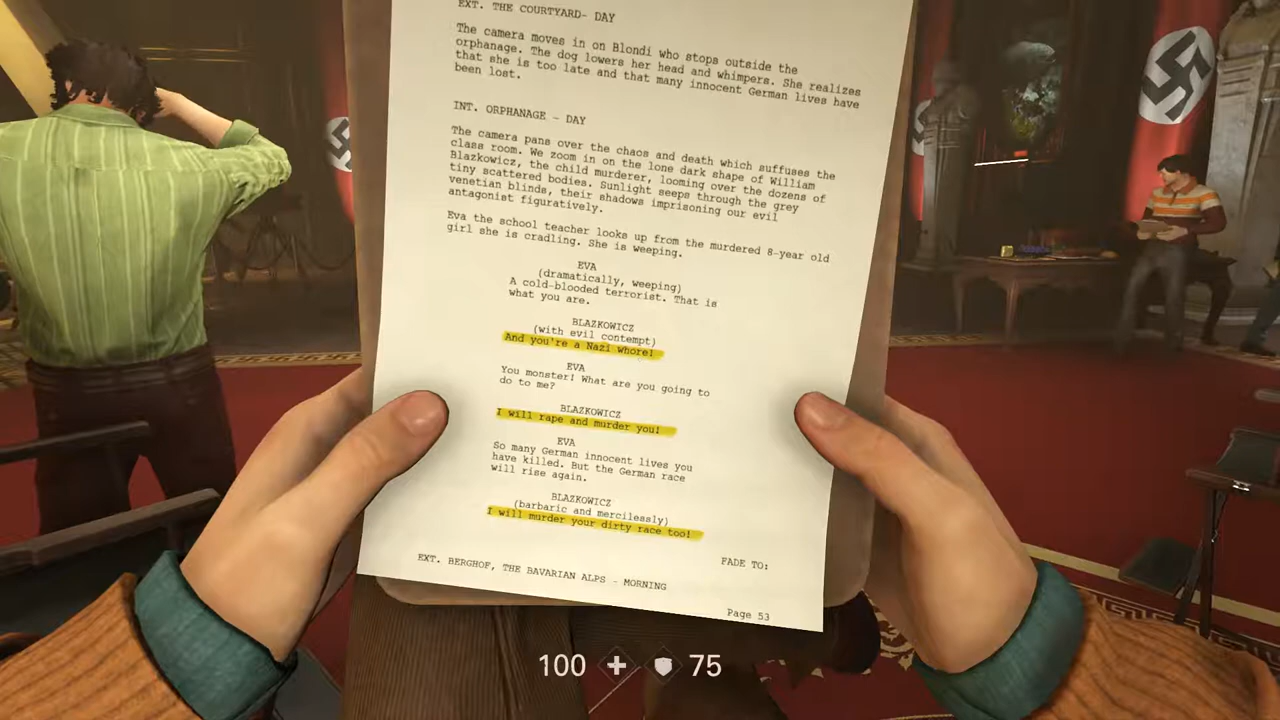 EXT. THE COURTYARD- DAY
The camera moves in on Blondi who stops outside the
orphanage. The dog lowers her head and whimpers. She realizes
that she is too late and that many innocent German lives have
been lost.
INT. ORPHANAGE - DAY
The camera pans over the chaos and death which suffuses the
class room. We zoom in on the lone dark shape of William
Blazkowicz, the child murderer, looming over the dozens of
tiny scattered bodies. Sunlight seeps through the grey
venetian blinds, their shadows imprisoning our evil
antagonist figuratively.
Eva the school teacher looks up from the murdered 8-year old
girl she is cradling. She is weeping.
EVA
(dramatically, weeping)
A cold-blooded terrorist. That is
what you are.
BLAZKOWICZ
(with evil contempt)
And you're a Nazi whore!
EVA
You monster! What are you going to
do to me?
BLAZKOWICZ
I will rape and murder you!
EVA
So many German innocent lives you
have killed. But the German race
will rise again.
BLAZKOWICZ
(barbaric and mercilessly)
I will murder your dirty race too!
FADE TO:
EXT. BERGHOF, THE BAVARIAN ALPS - MORNING
Page 53
100 75